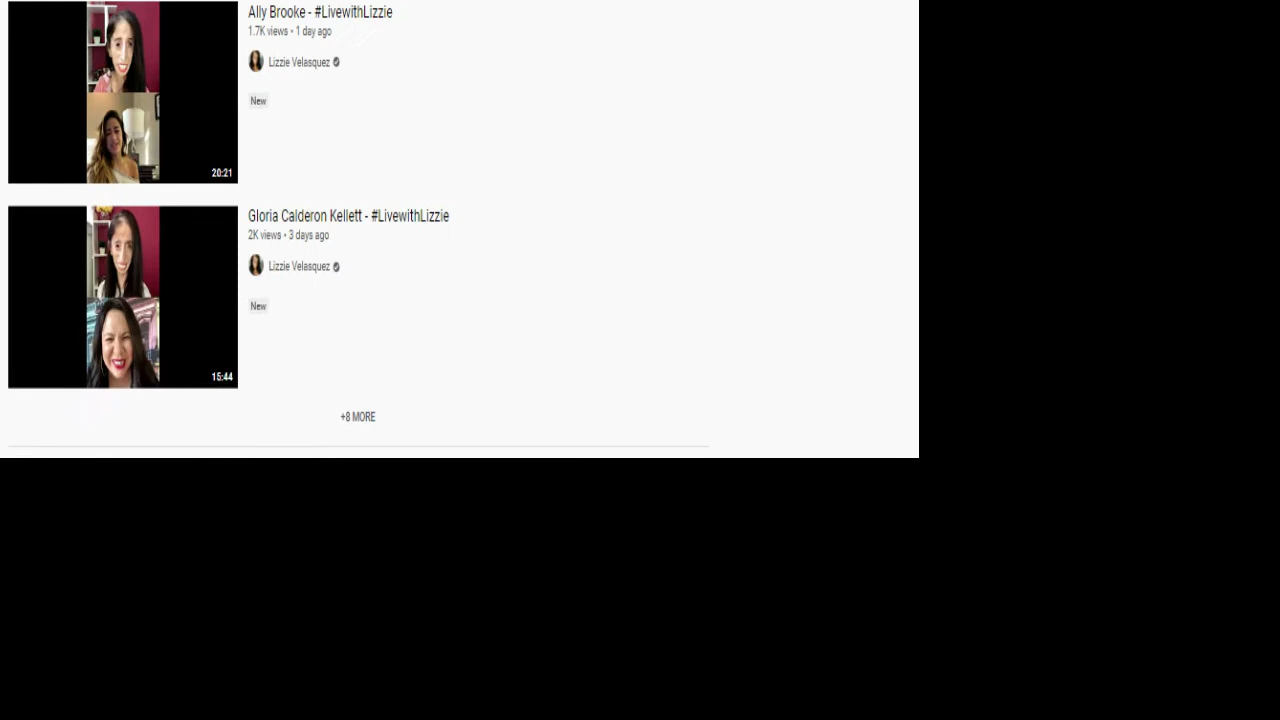 Ally Brooke - #LivewithLizzie
1.7K views • 1 day ago
Lizzie Velasquez
New
20:21
Gloria Calderon Kellett - #LivewithLizzie
2K views • 3 days ago
Lizzie Velasquez
New
15:44
+8 MORE